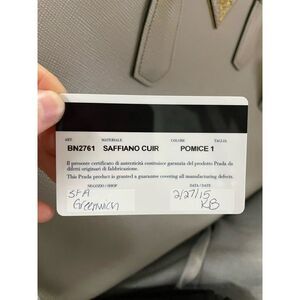 ART. MATERIALE COLORE TAGLIA
BN2761 SAFFIANO CUIR POMICE 1
Il presente certificato di autenticità costituisce garanzia del prodotto Prada da
difetti originari di fabbricazione.
This Prada product is granted a guarantee covering all manufacturing defects.
NEGOZIO / SHOP DATA / DATE
SFA 2/27/15
Greenwich KB